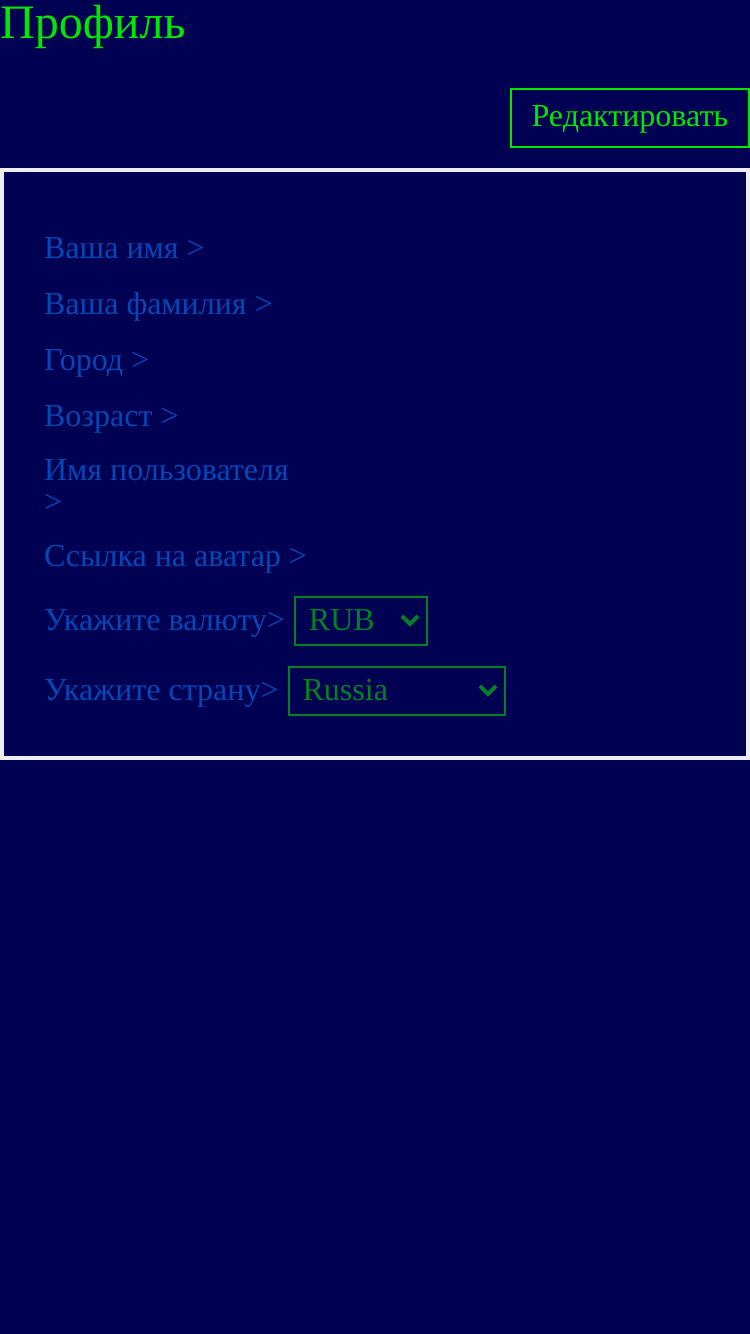 Профиль
Редактировать
Ваша имя >
Ваша фамилия >
Город >
Возраст >
Имя пользователя
>
Ссылка на аватар >
Укажите валюту> RUB
Укажите страну> Russia